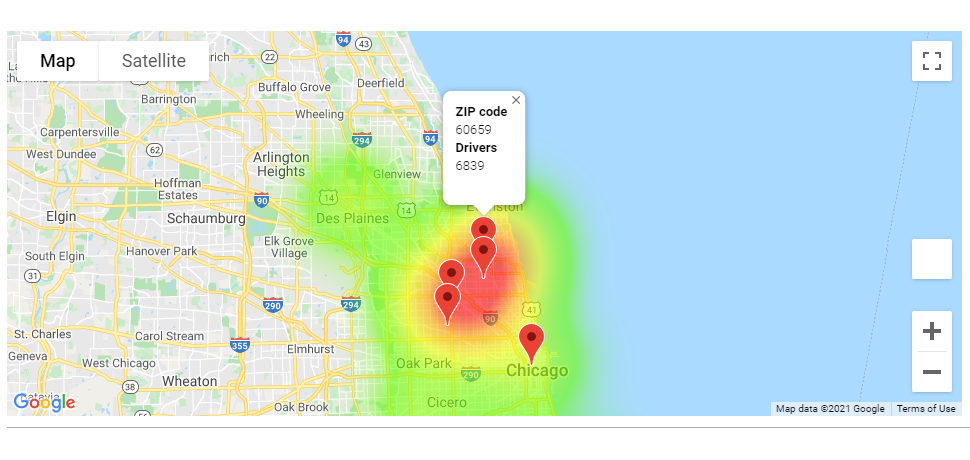 Map
Satellite
94
43
22
Buffalo Grove
Deerfield
Barrington
Wheeling
Carpentersville
294
94
ZIP code
60659
Drivers
6839
West Dundee
62
Arlington
Heights
Glenview
Hoffman
Estates
90
14
14
Elgin
Schaumburg
Des Plaines
Elk Grove
Village
Hanover Park
South Elgin
31
290
294
41
90
St. Charles
Carol Stream
355
Geneva
West Chicago
Elmhurst
Oak Park
290
Chicago
Wheaton
38
Oak Brook
Cicero
Google
56
Map data ©2021 Google
Terms of Use